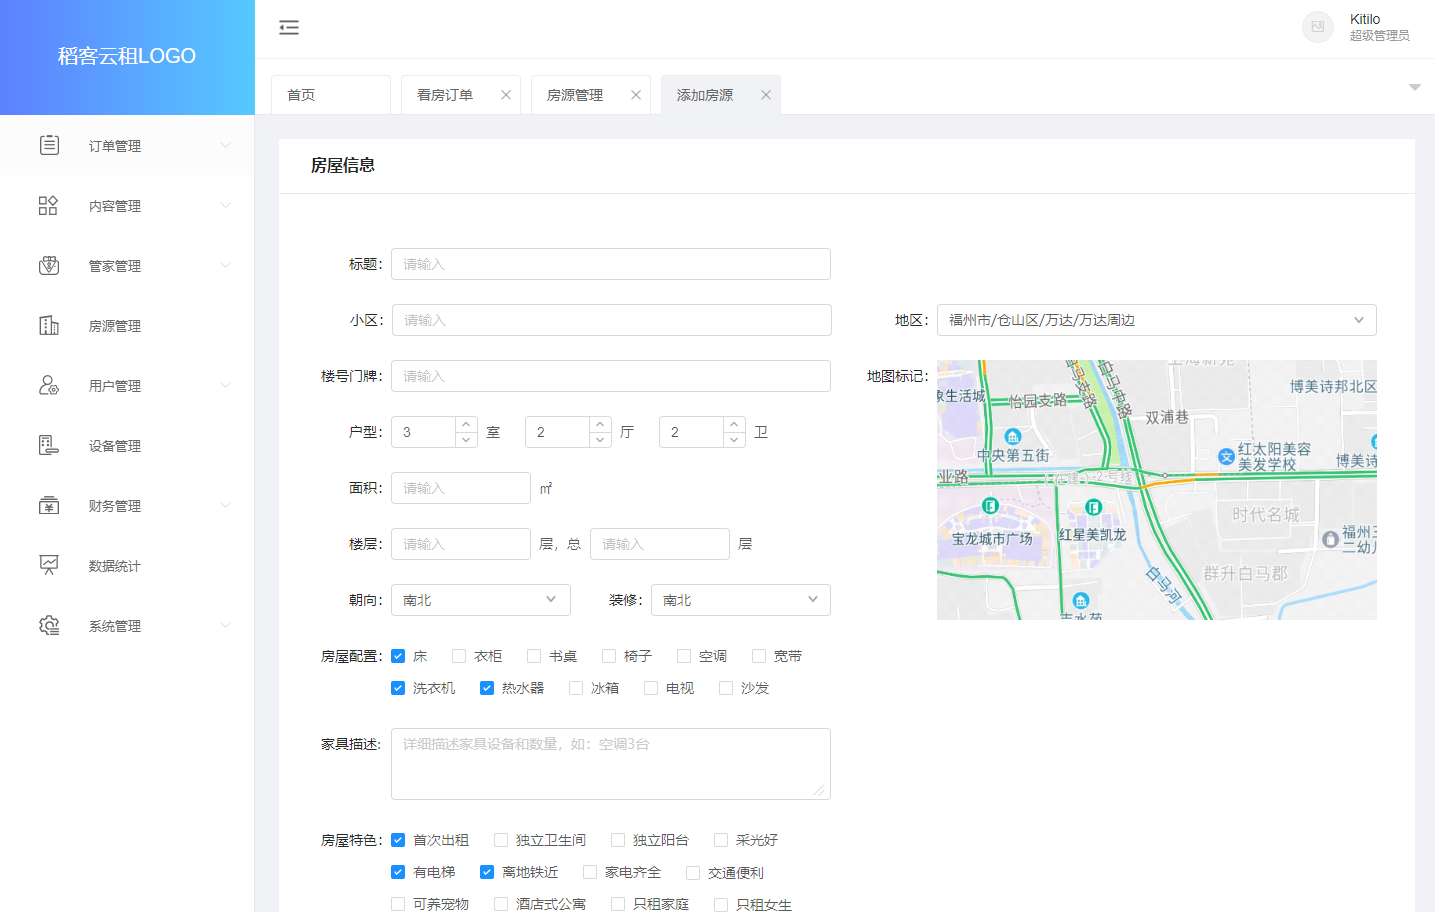 稻客云租LOGO
Kitilo
超级管理员
首页
看房订单
房源管理
添加房源
订单管理
内容管理
管家管理
房源管理
用户管理
设备管理
财务管理
数据统计
系统管理
房屋信息
标题：
请输入
小区：
请输入
地区：
福州市/仓山区/万达/万达周边
楼号门牌：
请输入
地图标记：
户型：
3
室
2
厅
2
卫
面积：
请输入
㎡
楼层：
请输入
层，总
请输入
层
朝向：
南北
装修：
南北
象生活城
怡园支路
白马支路
白马中路
双浦巷
博美诗邦北区
中央第五街
文
红太阳美容
美发学校
博美诗
业路
宝龙城市广场
红星美凯龙
时代名城
福州三
二幼儿
群升白马郡
白马河
房屋配置：
床 衣柜 书桌 椅子 空调 宽带
洗衣机 热水器 冰箱 电视 沙发
家具描述：
详细描述家具设备和数量，如：空调3台
房屋特色：
首次出租 独立卫生间 独立阳台 采光好
有电梯 离地铁近 家电齐全 交通便利
可养宠物 酒店式公寓 只租家庭 只租女生